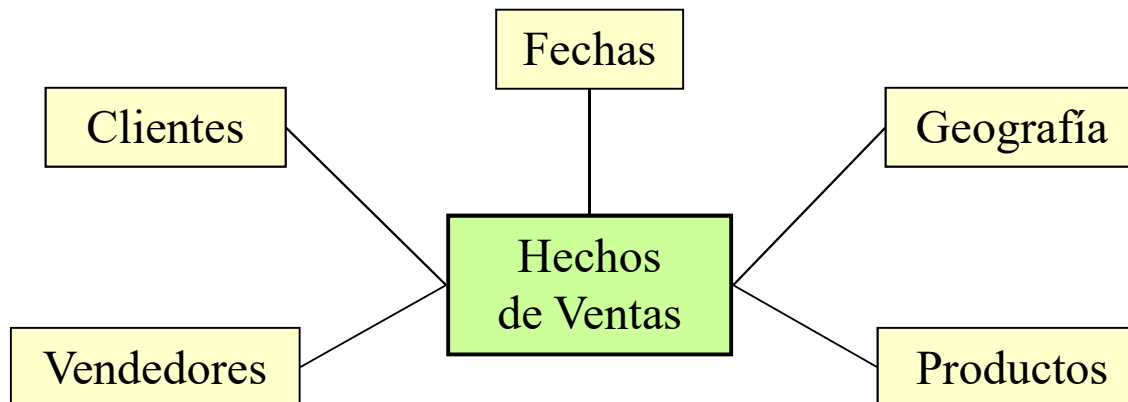 Fechas
Clientes
Geografía
Hechos
de Ventas
Vendedores
Productos